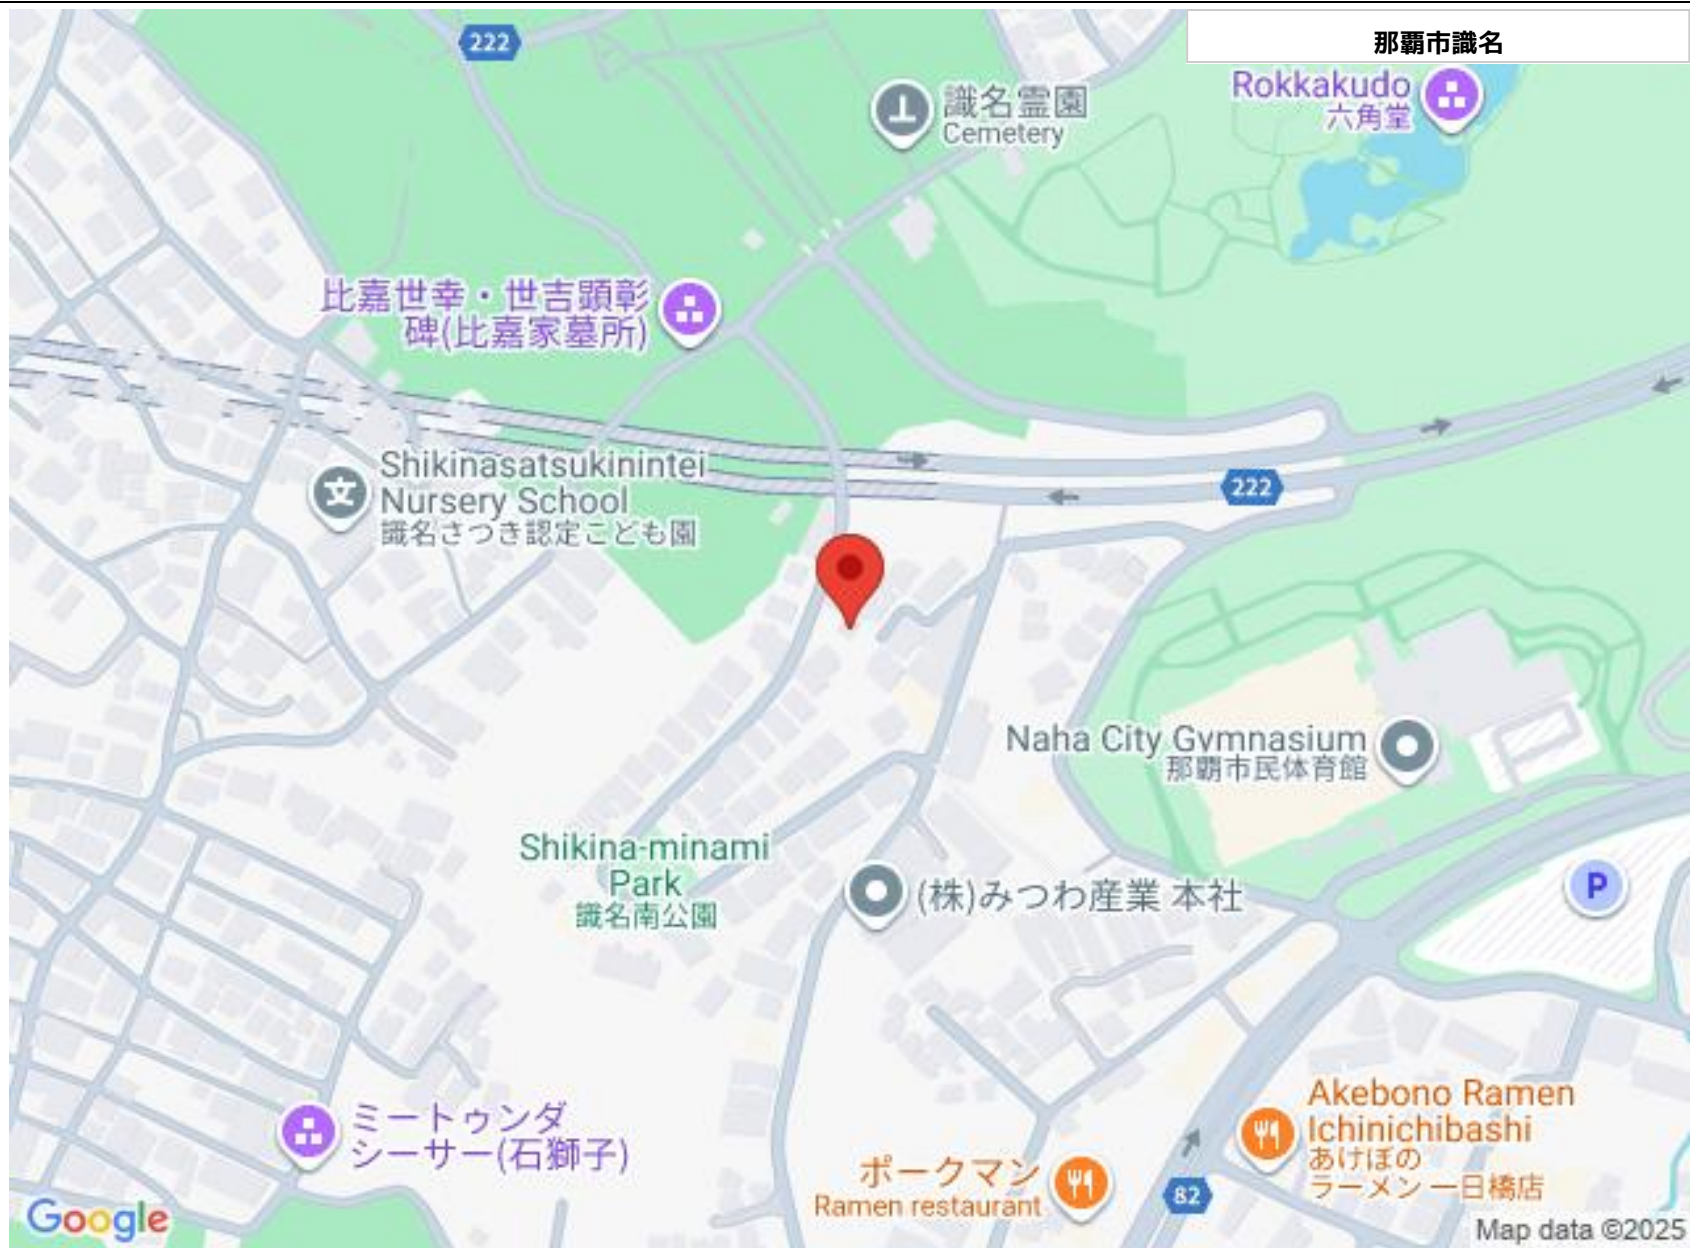 222
那覇市識名
Rokkakudo
六角堂
識名霊園
Cemetery
比嘉世幸・世吉顕彰
碑(比嘉家墓所)
Shikinasatsukinintei
Nursery School
識名さつき認定こども園
222
Naha City Gymnasium
那覇市民体育館
Shikina-minami
Park
識名南公園
(株)みつわ産業 本社
P
ミートゥンダ
シーサー(石獅子)
Akebono Ramen
Ichinichibashi
あけぼの
ラーメン 一日橋店
ポークマン
Ramen restaurant
82
Google
Map data ©2025